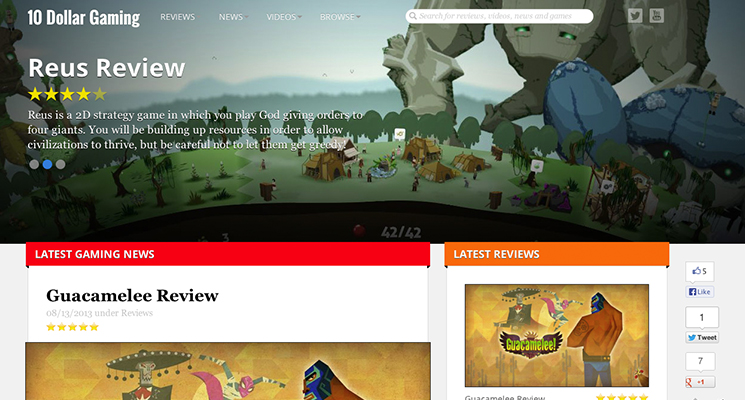 10 Dollar Gaming
REVIEWS
NEWS
VIDEOS
BROWSE
Search for reviews, videos, news and games
Reus Review
Reus is a 2D strategy game in which you play God giving orders to
four giants. You will be building up resources in order to allow
civilizations to thrive, but be careful not to let them get greedy!
3
42/42
LATEST GAMING NEWS
LATEST REVIEWS
Guacamelee Review
08/13/2013 under Reviews
Guacamelee!
Guacamelee Review
5
Like
1
Tweet
7
+1